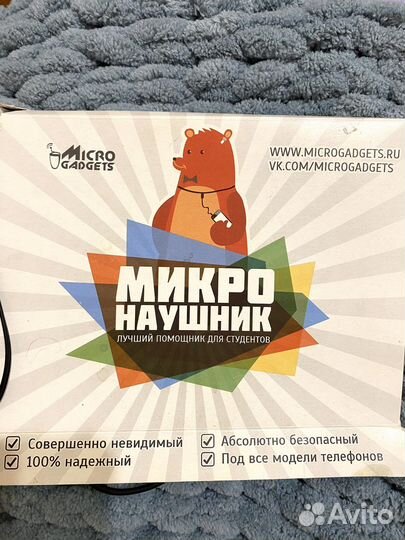 MICRO
GADGETS
WWW.MICROGADGETS.RU
VK.COM/MICROGADGETS
МИКРО
НАУШНИК
ЛУЧШИЙ ПОМОЩНИК ДЛЯ СТУДЕНТОВ
Совершенно невидимый
100% надежный
Абсолютно безопасный
Под все модели телефонов
Avito